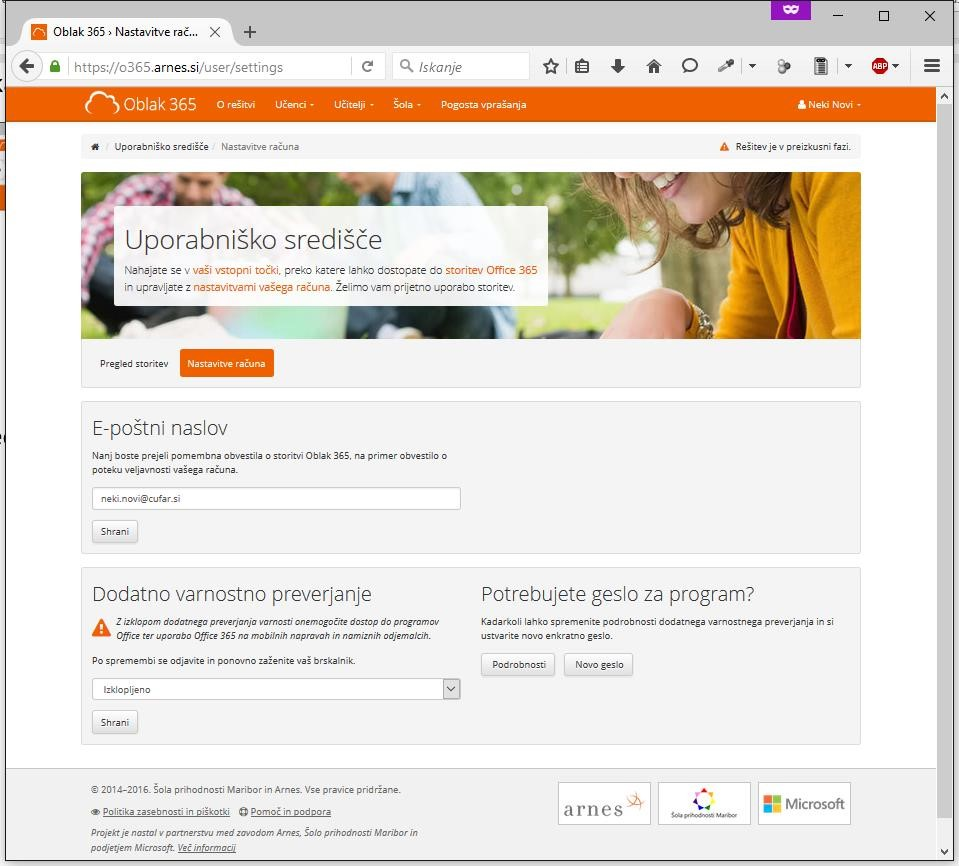 Oblak 365 › Nastavitve rač...
https://o365.arnes.si/user/settings
Iskanje
ABP
Oblak 365 O rešitvi Učenci Učitelji Šola Pogosta vprašanja Neki Novi
/ Uporabniško središče / Nastavitve računa Rešitev je v preizkusni fazi.
Uporabniško središče
Nahajate se v vaši vstopni točki, preko katere lahko dostopate do storitev Office 365
in upravljate z nastavitvami vašega računa. Želimo vam prijetno uporabo storitev.
Pregled storitev Nastavitve računa
E-poštni naslov
Nanj boste prejeli pomembna obvestila o storitvi Oblak 365, na primer obvestilo o
poteku veljavnosti vašega računa.
neki.novi@cufar.si
Shrani
Dodatno varnostno preverjanje
Z izklopom dodatnega preverjanja varnosti onemogočite dostop do programov
Office ter uporabo Office 365 na mobilnih napravah in namiznih odjemalcih.
Po spremembi se odjavite in ponovno zaženite vaš brskalnik.
Izklopljeno
Shrani
Potrebujete geslo za program?
Kadarkoli lahko spremenite podrobnosti dodatnega varnostnega preverjanja in si
ustvarite novo enkratno geslo.
Podrobnosti Novo geslo
© 2014–2016. Šola prihodnosti Maribor in Arnes. Vse pravice pridržane.
Politika zasebnosti in piškotki Pomoč in podpora
Projekt je nastal v partnerstvu med zavodom Arnes, Šolo prihodnosti Maribor in
podjetjem Microsoft. Več informacij
arnes
Šola prihodnosti Maribor
Microsoft